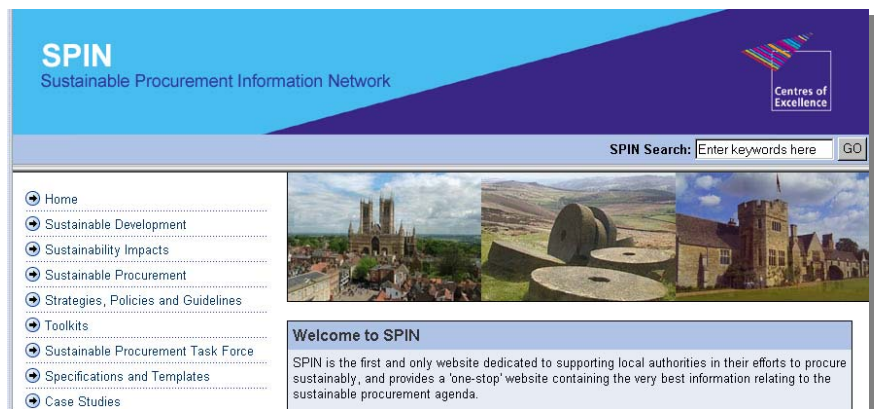 SPIN
Sustainable Procurement Information Network
Centres of
Excellence
SPIN Search: Enter keywords here GO
Home
Sustainable Development
Sustainability Impacts
Sustainable Procurement
Strategies, Policies and Guidelines
Toolkits
Sustainable Procurement Task Force
Specifications and Templates
Case Studies
Welcome to SPIN
SPIN is the first and only website dedicated to supporting local authorities in their efforts to procure
sustainably, and provides a 'one-stop' website containing the very best information relating to the
sustainable procurement agenda.